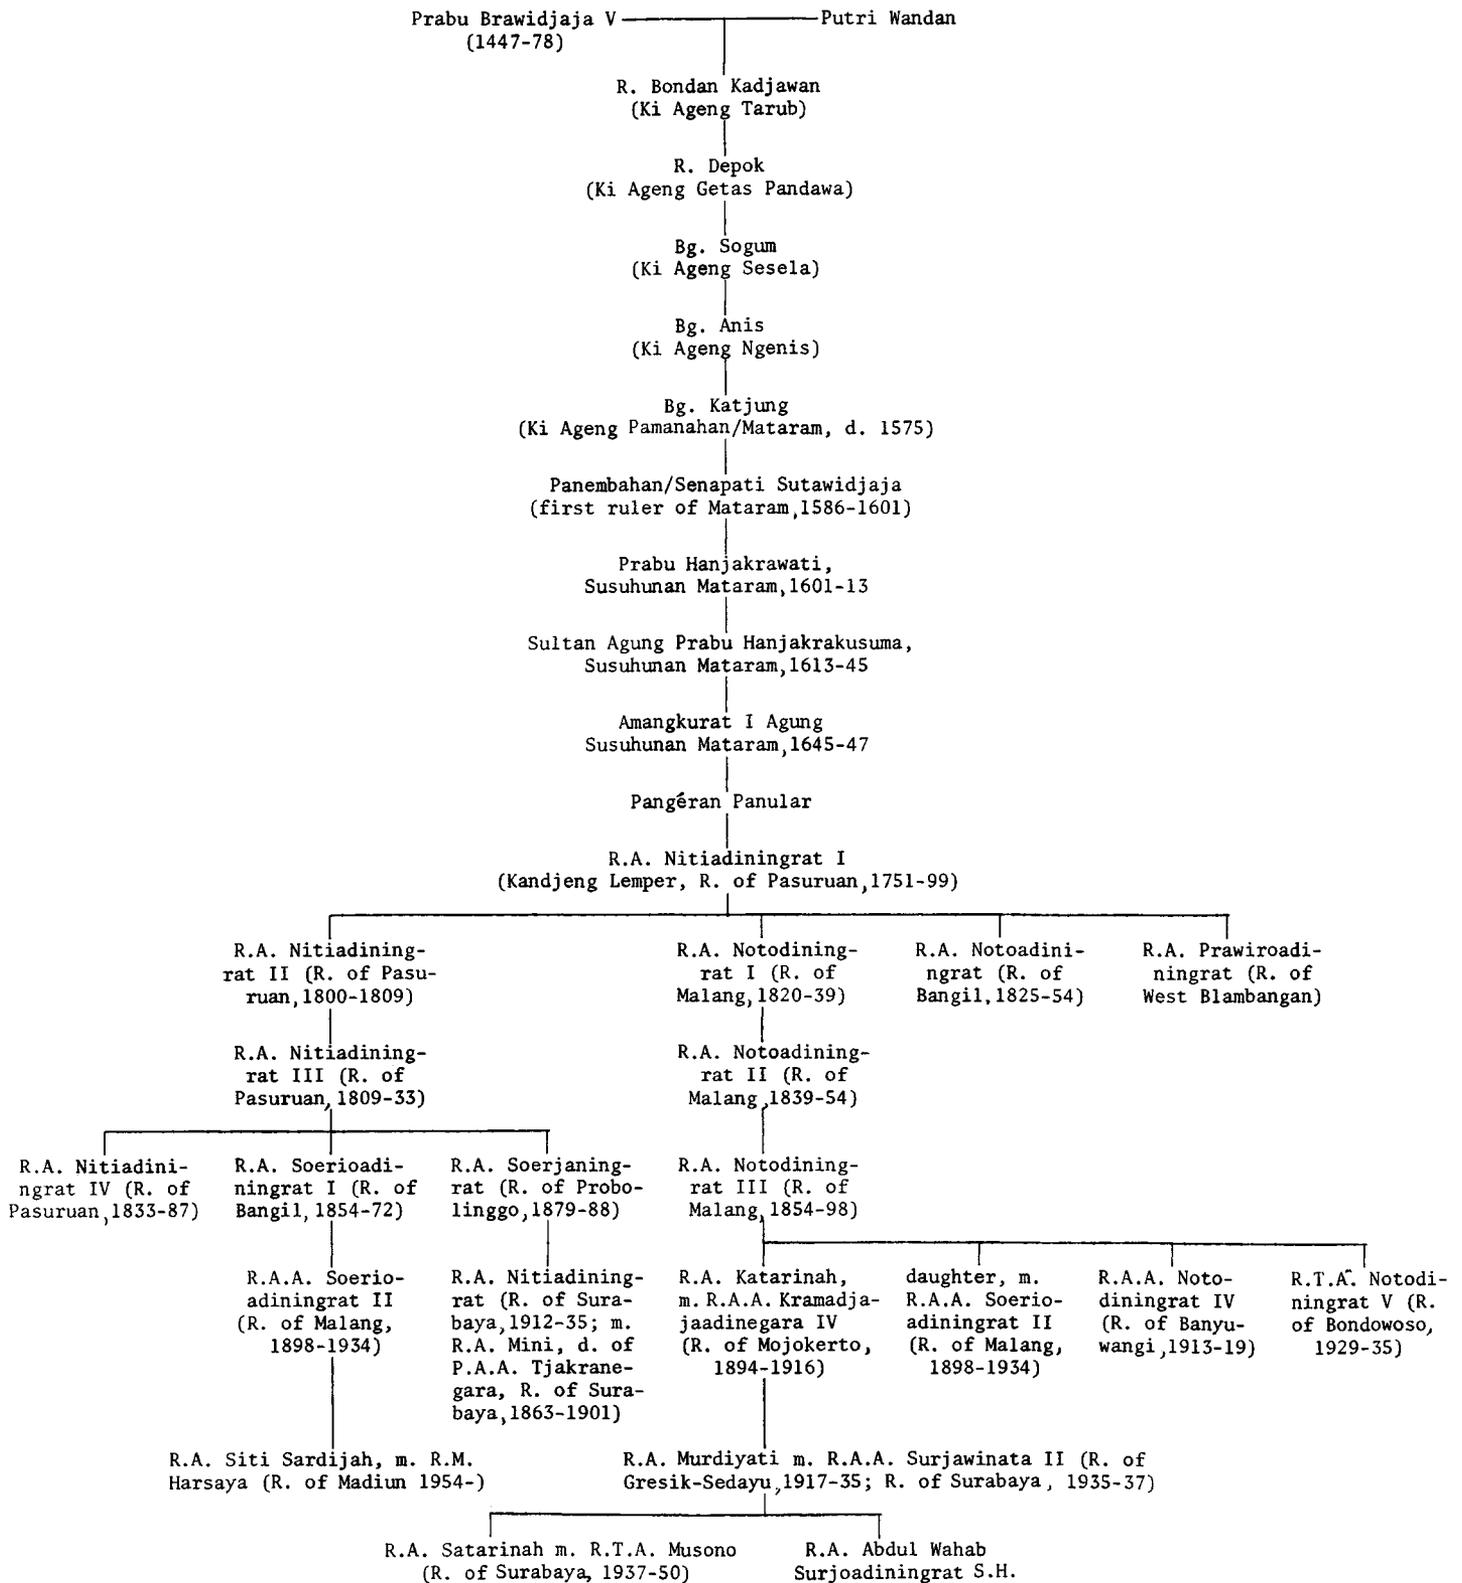 Prabu Brawidjaja V
(1447-78)
Putri Wandan
R. Bondan Kadjawan
(Ki Ageng Tarub)
R. Depok
(Ki Ageng Getas Pandawa)
Bg. Sogum
(Ki Ageng Sesela)
Bg. Anis
(Ki Ageng Ngenis)
Bg. Katjung
(Ki Ageng Pamanahan/Mataram, d. 1575)
Panembahan/Senapati Sutawidjaja
(first ruler of Mataram,1586-1601)
Prabu Hanjakrawati,
Susuhunan Mataram,1601-13
Sultan Agung Prabu Hanjakrakusuma,
Susuhunan Mataram,1613-45
Amangkurat I Agung
Susuhunan Mataram,1645-47
Pangéran Panular
R.A. Nitiadiningrat I
(Kandjeng Lemper, R. of Pasuruan,1751-99)
R.A. Nitiadining-
rat II (R. of Pasu-
ruan,1800-1809)
R.A. Notodining-
rat I (R. of
Malang,1820-39)
R.A. Notoadini-
ngrat (R. of
Bangil,1825-54)
R.A. Prawiroadi-
ningrat (R. of
West Blambangan)
R.A. Nitiadining-
rat III (R. of
Pasuruan,1809-33)
R.A. Notoadining-
rat II (R. of
Malang,1839-54)
R.A. Nitiadini-
ngrat IV (R. of
Pasuruan,1833-87)
R.A. Soerioadi-
ningrat I (R. of
Bangil,1854-72)
R.A. Soerjaning-
rat (R. of Probo-
linggo,1879-88)
R.A. Notodining-
rat III (R. of
Malang,1854-98)
R.A.A. Soerio-
adiningrat II
(R. of Malang,
1898-1934)
R.A. Nitiadining-
rat (R. of Sura-
baya,1912-35; m.
R.A. Mini, d. of
P.A.A. Tjakrane-
gara, R. of Sura-
baya,1863-1901)
R.A. Katarinah,
m. R.A.A. Kramadja-
jaadinegara IV
(R. of Mojokerto,
1894-1916)
daughter, m.
R.A.A. Soerio-
adiningrat II
(R. of Malang,
1898-1934)
R.A.A. Noto-
diningrat IV
(R. of Banyu-
wangi,1913-19)
R.T.A. Notodi-
ningrat V (R.
of Bondowoso,
1929-35)
R.A. Siti Sardijah, m. R.M.
Harsaya (R. of Madiun 1954-)
R.A. Murdiyati m. R.A.A. Surjawinata II (R. of
Gresik-Sedayu,1917-35; R. of Surabaya, 1935-37)
R.A. Satarinah m. R.T.A. Musono
(R. of Surabaya, 1937-50)
R.A. Abdul Wahab
Surjoadiningrat S.H.